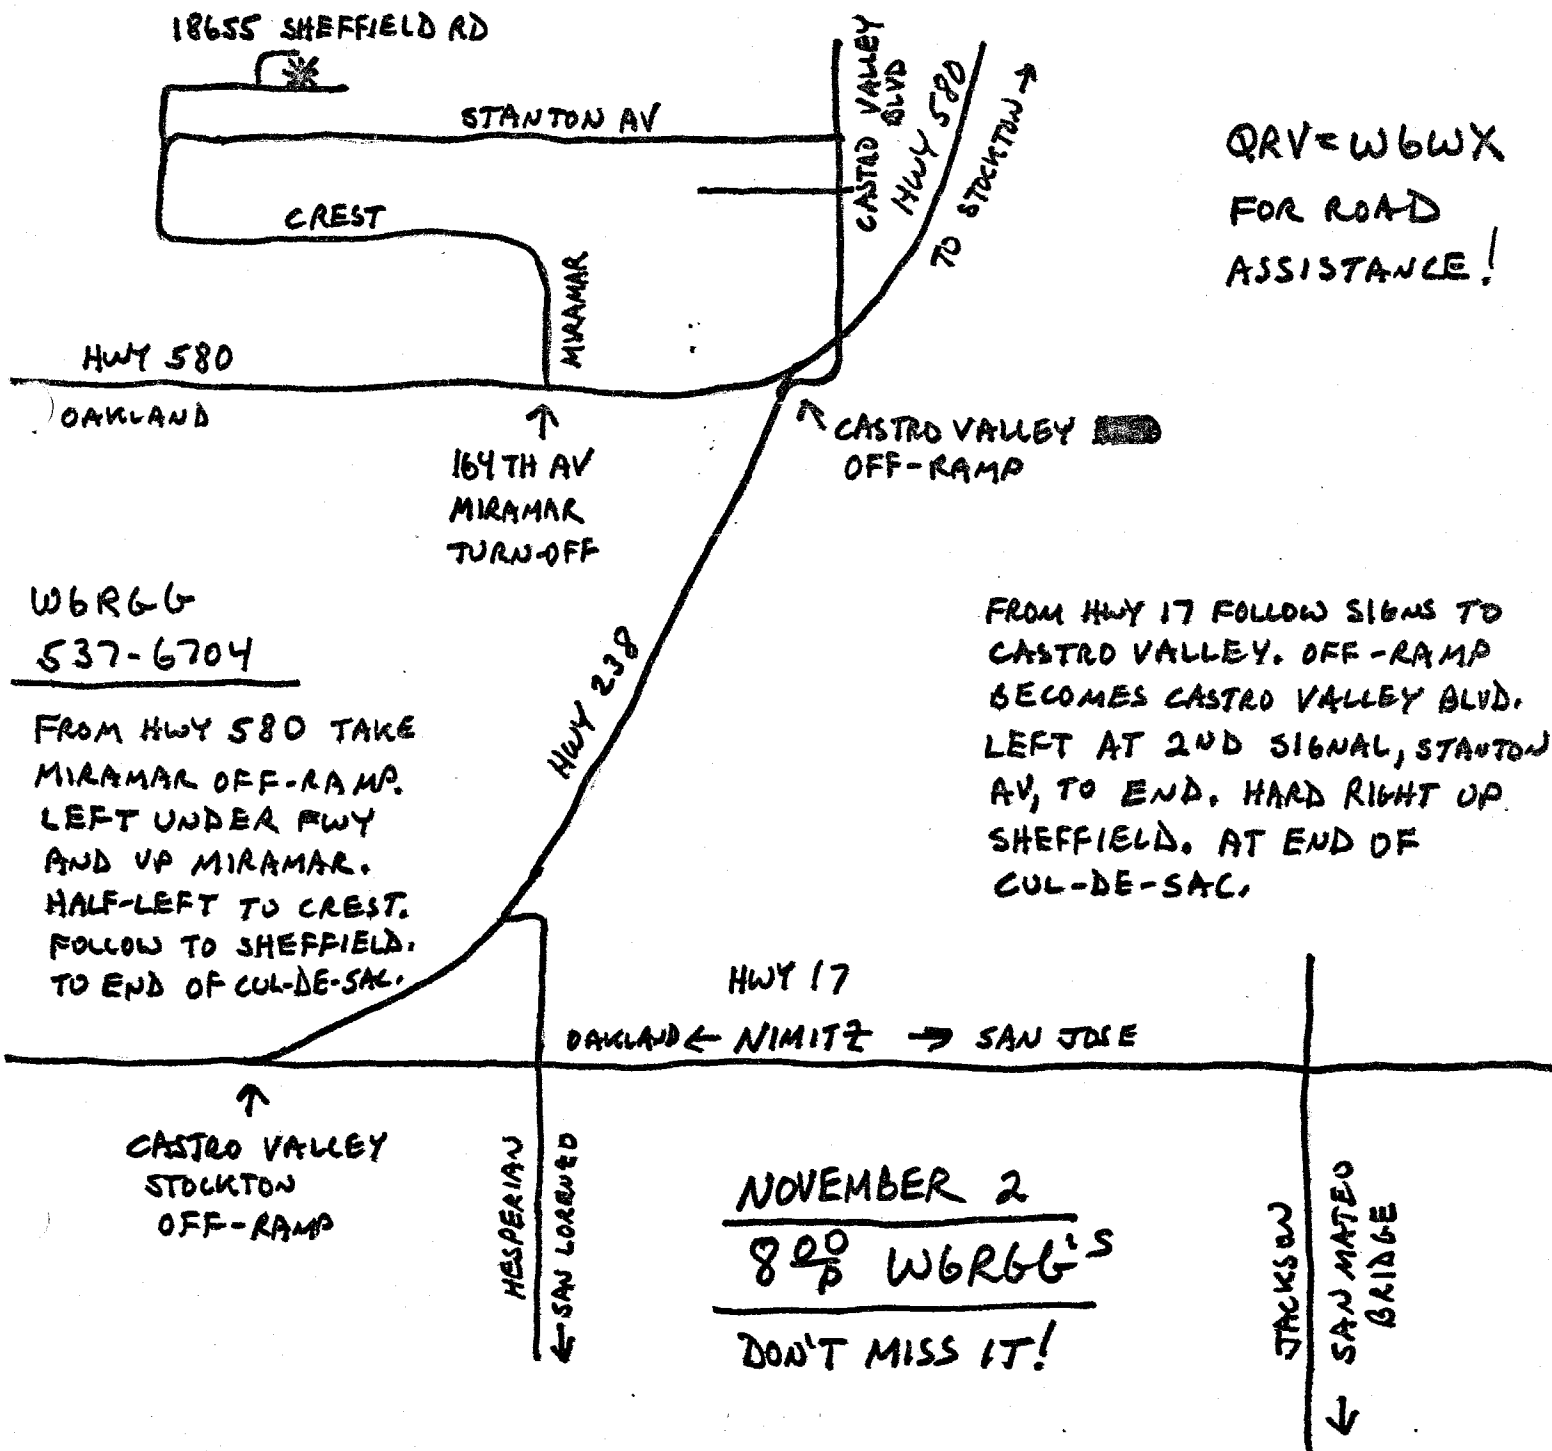 18655 SHEFFIELD RD
STANTON AV
CASTRO VALLEY
BLVD
HWY 580
TO STOCKTON →
QRV = W6WX
FOR ROAD
ASSISTANCE!
CREST
MIRAMAR
HWY 580
OAKLAND
↑
164TH AV
MIRAMAR
TURN-OFF
CASTRO VALLEY
OFF-RAMP
W6RGG
537-6704
FROM HWY 580 TAKE
MIRAMAR OFF-RAMP.
LEFT UNDER FWY
AND UP MIRAMAR.
HALF-LEFT TO CREST.
FOLLOW TO SHEFFIELD.
TO END OF CUL-DE-SAC.
HWY 238
FROM HWY 17 FOLLOW SIGNS TO
CASTRO VALLEY. OFF-RAMP
BECOMES CASTRO VALLEY BLVD.
LEFT AT 2ND SIGNAL, STANTON
AV, TO END. HARD RIGHT UP
SHEFFIELD. AT END OF
CUL-DE-SAC.
HWY 17
OAKLAND ← NIMITZ → SAN JOSE
↑
CASTRO VALLEY
STOCKTON
OFF-RAMP
HESPERIAN
← SAN LORENZO
NOVEMBER 2
8 00 P W6RGG'S
DON'T MISS IT!
JACKSON
← SAN MATEO
BRIDGE